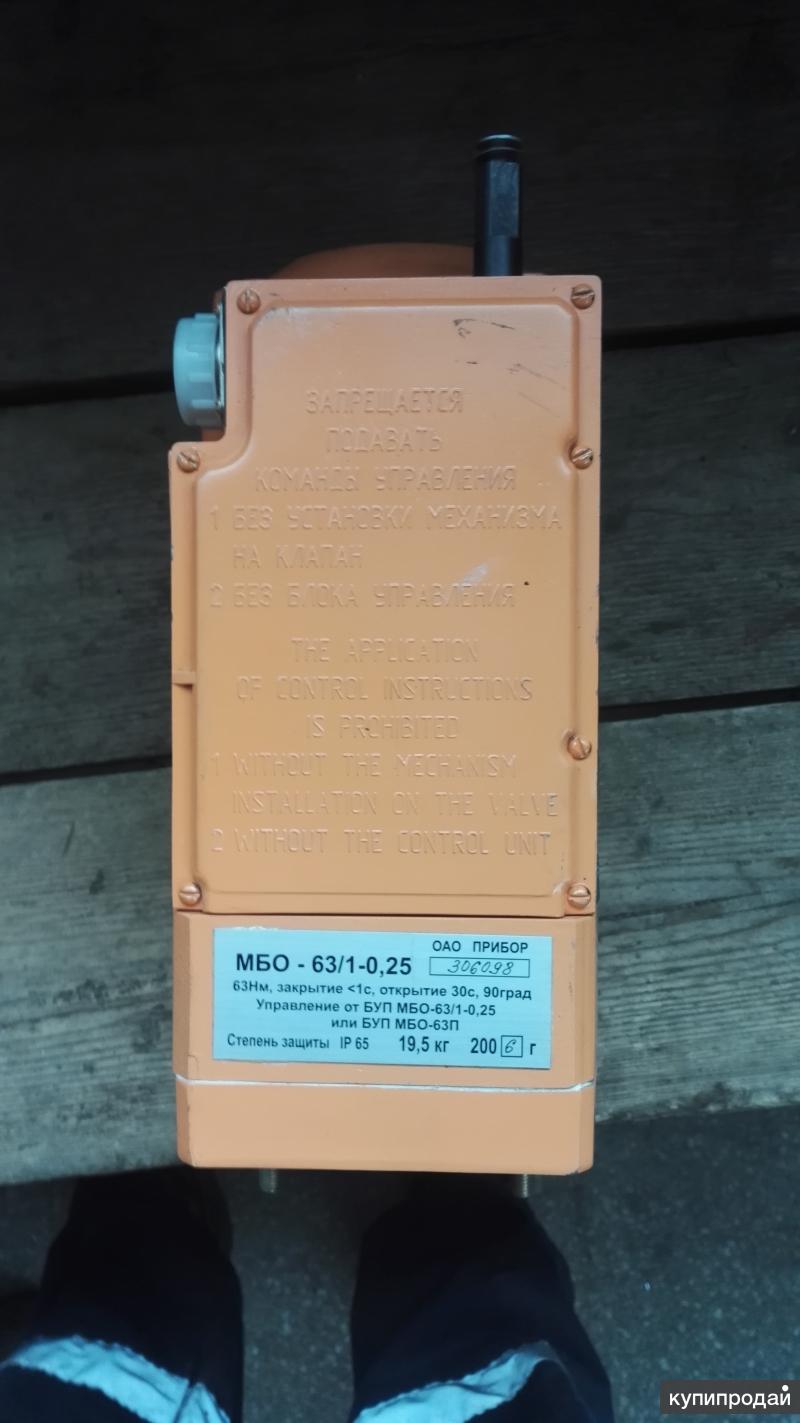 ЗАПРЕЩАЕТСЯ
ПОДАВАТЬ
КОМАНДЫ УПРАВЛЕНИЯ
1 БЕЗ УСТАНОВКИ МЕХАНИЗМА
НА КЛАПАН
2 БЕЗ БЛОКА УПРАВЛЕНИЯ
THE APPLICATION
OF CONTROL INSTRUCTIONS
IS PROHIBITED
1 WITHOUT THE MECHANISM
INSTALLATION ON THE VALVE
2 WITHOUT THE CONTROL UNIT
ОАО ПРИБОР
МБО - 63/1-0,25 306098
63Нм, закрытие <1с, открытие 30с, 90град
Управление от БУП МБО-63/1-0,25
или БУП МБО-63П
Степень защиты IP 65 19,5 кг 2006 г
купипродай